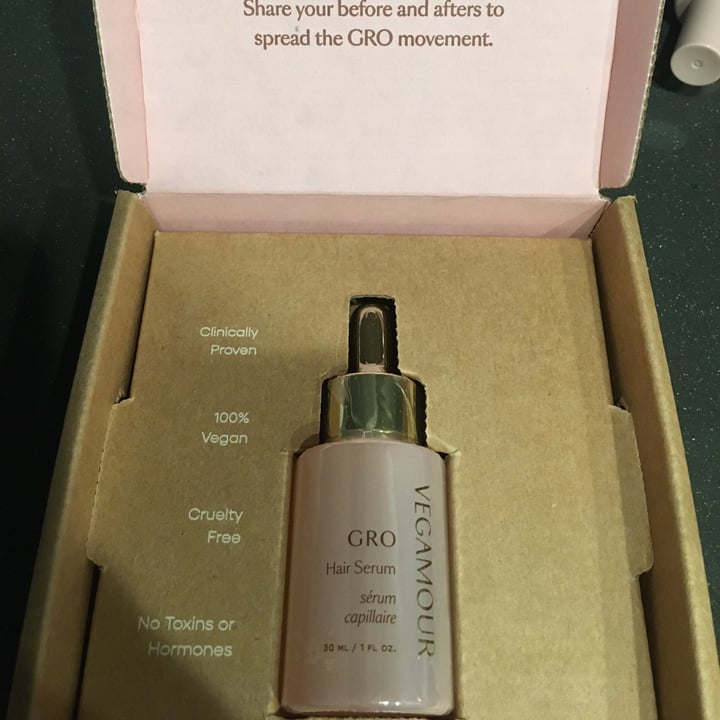 Share your before and afters to
spread the GRO movement.
Clinically
Proven
100%
Vegan
Cruelty
Free
No Toxins or
Hormones
GRO
Hair Serum
sérum
capillaire
30 ML / 1 FL OZ.
VEGAMOUR